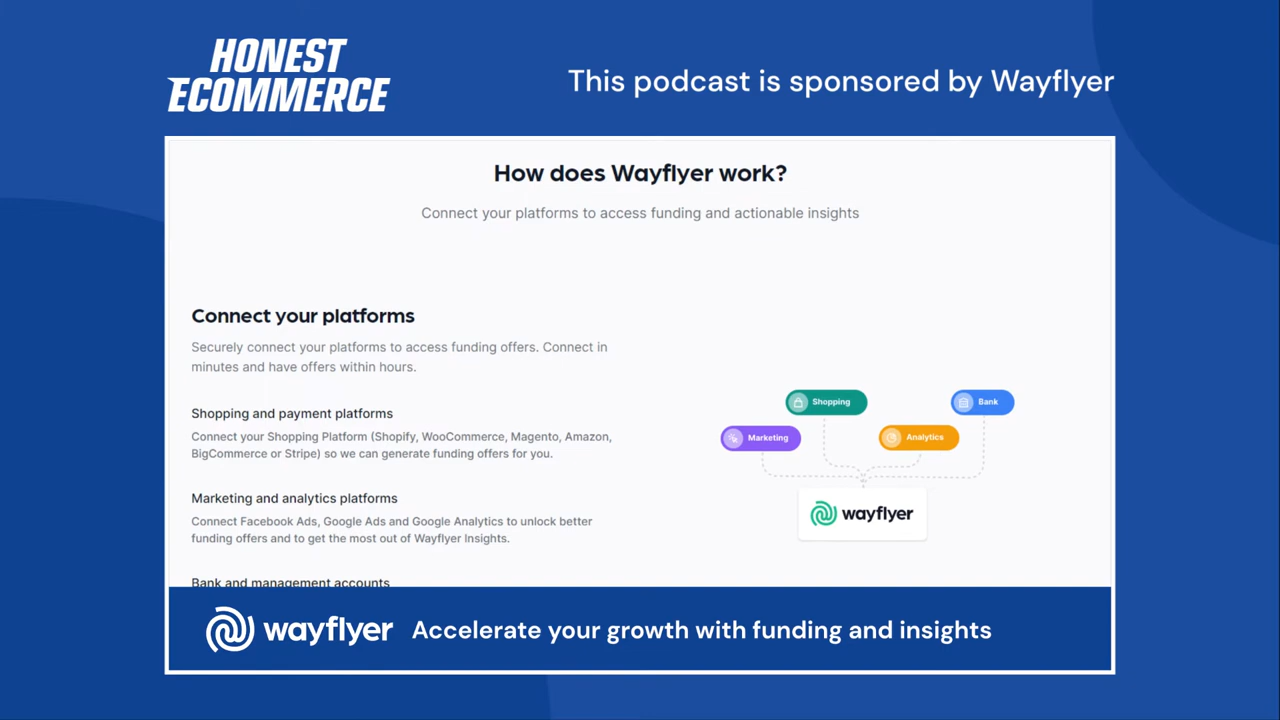 HONEST
ECOMMERCE
This podcast is sponsored by Wayflyer
How does Wayflyer work?
Connect your platforms to access funding and actionable insights
Connect your platforms
Securely connect your platforms to access funding offers. Connect in
minutes and have offers within hours.
Shopping and payment platforms
Connect your Shopping Platform (Shopify, WooCommerce, Magento, Amazon,
BigCommerce or Stripe) so we can generate funding offers for you.
Marketing and analytics platforms
Connect Facebook Ads, Google Ads and Google Analytics to unlock better
funding offers and to get the most out of Wayflyer Insights.
Bank and management accounts
Shopping
Bank
Marketing
Analytics
wayflyer
wayflyer
Accelerate your growth with funding and insights